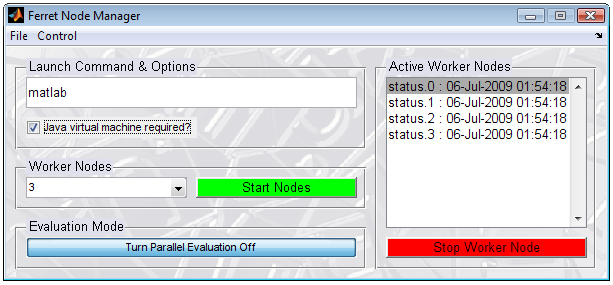 Ferret Node Manager
File Control
Launch Command & Options
matlab
Java virtual machine required?
Worker Nodes
3
Start Nodes
Evaluation Mode
Turn Parallel Evaluation Off
Active Worker Nodes
status.0 : 06-Jul-2009 01:54:18
status.1 : 06-Jul-2009 01:54:18
status.2 : 06-Jul-2009 01:54:18
status.3 : 06-Jul-2009 01:54:18
Stop Worker Node